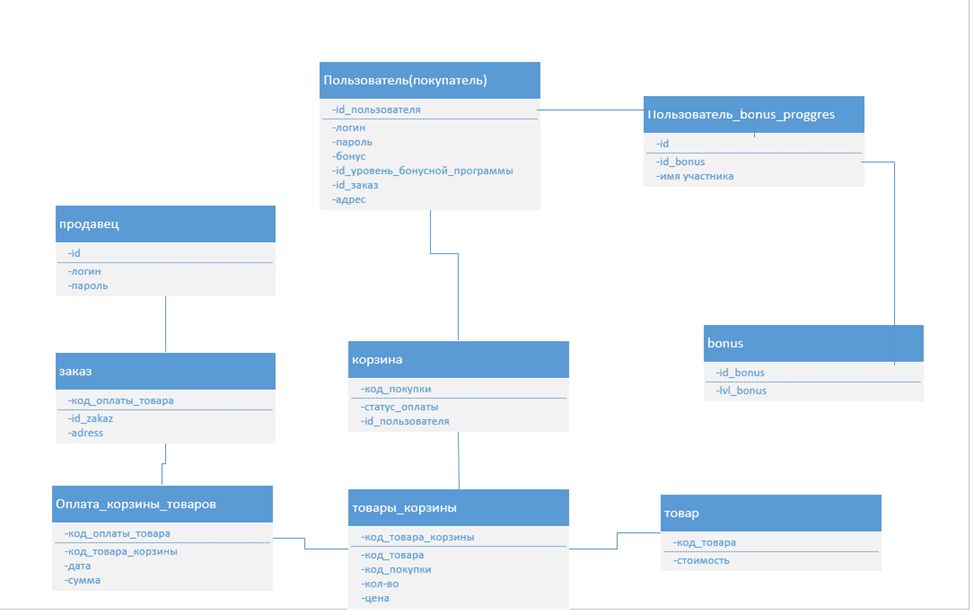 Пользователь(покупатель)
-id_пользователя
-логин
-пароль
-бонус
-id_уровень_бонусной_программы
-id_заказ
-адрес
Пользователь_bonus_proggres
-id
-id_bonus
-имя участника
продавец
-id
-логин
-пароль
bonus
-id_bonus
-lvl_bonus
заказ
-код_оплаты_товара
-id_zakaz
-adress
корзина
-код_покупки
-статус_оплаты
-id_пользователя
Оплата_корзины_товаров
-код_оплаты_товара
-код_товара_корзины
-дата
-сумма
товары_корзины
-код_товара_корзины
-код_товара
-код_покупки
-кол-во
-цена
товар
-код_товара
-стоимость